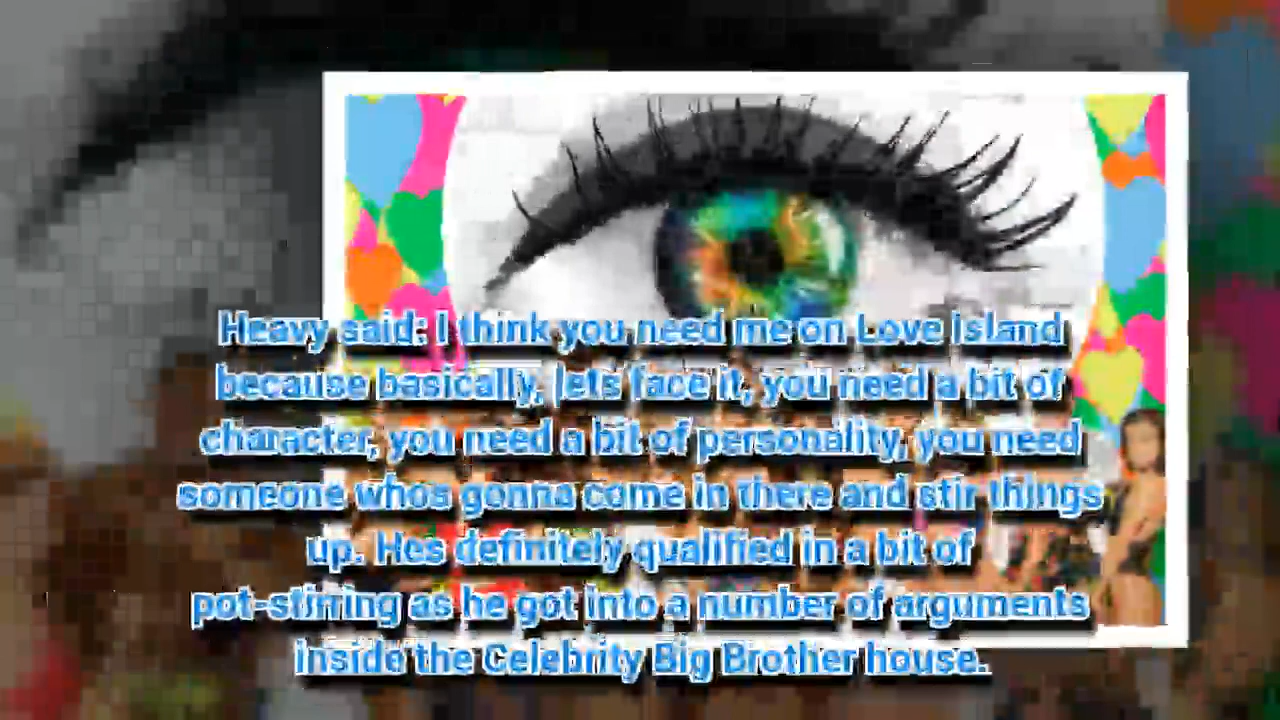 Heavy said: I think you need me on Love Island
because basically, lets face it, you need a bit of
character, you need a bit of personality, you need
someone whos gonna come in there and stir things
up. Hes definitely qualified in a bit of
pot-stirring as he got into a number of arguments
inside the Celebrity Big Brother house.